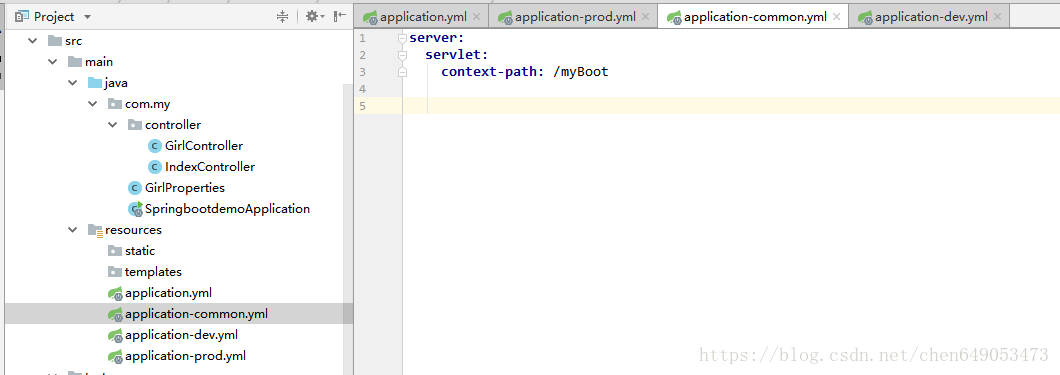 Project
src
main
java
com.my
controller
GirlController
IndexController
GirlProperties
SpringbootdemoApplication
resources
static
templates
application.yml
application-common.yml
application-dev.yml
application-prod.yml
application.yml application-prod.yml application-common.yml application-dev.yml
1 server:
2 servlet:
3 context-path: /myBoot
4
5
https://blog.csdn.net/chen649053473